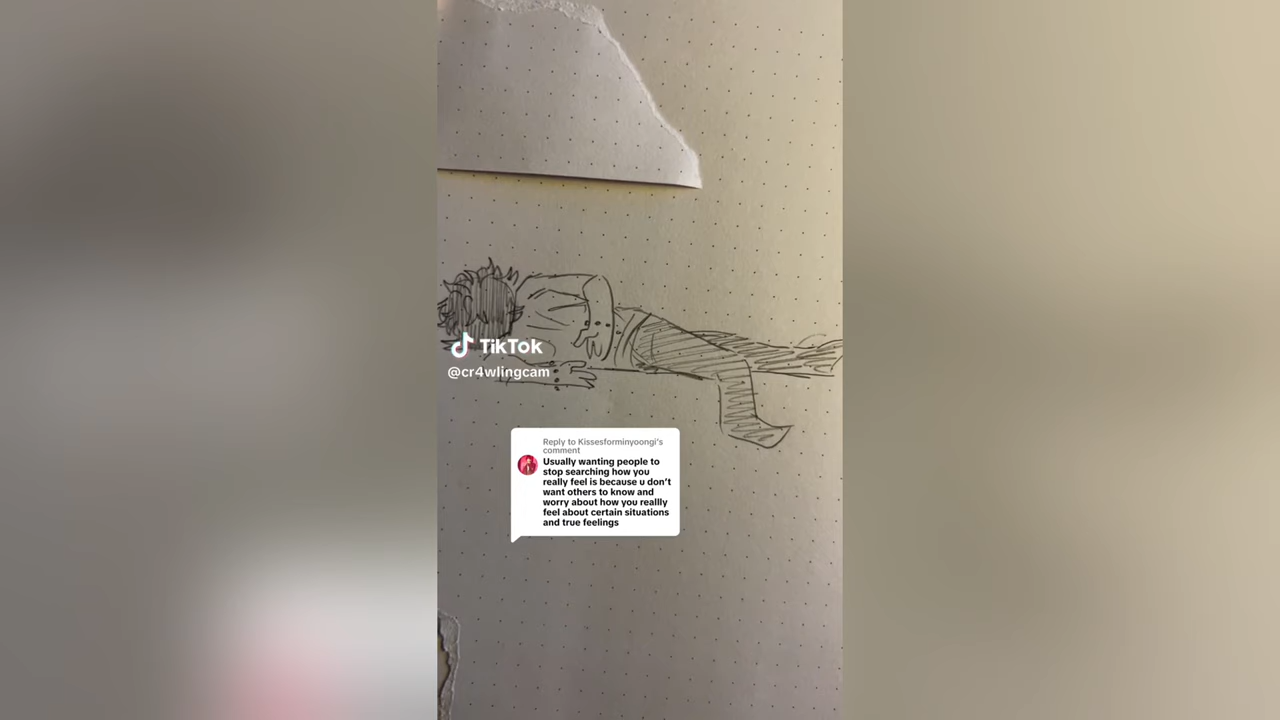 TikTok
@cr4wlingcam
Reply to Kissesforminyoongi's
comment
Usually wanting people to
stop searching how you
really feel is because u don't
want others to know and
worry about how you reallly
feel about certain situations
and true feelings